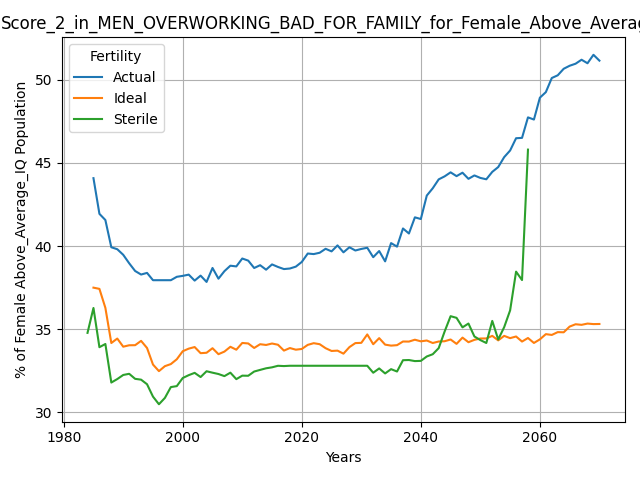 Score_2_in_MEN_OVERWORKING_BAD_FOR_FAMILY_for_Female_Above_Averag
Fertility
Actual
Ideal
Sterile
% of Female Above_Average_IQ Population
50
45
40
35
30
1980
2000
2020
2040
2060
Years